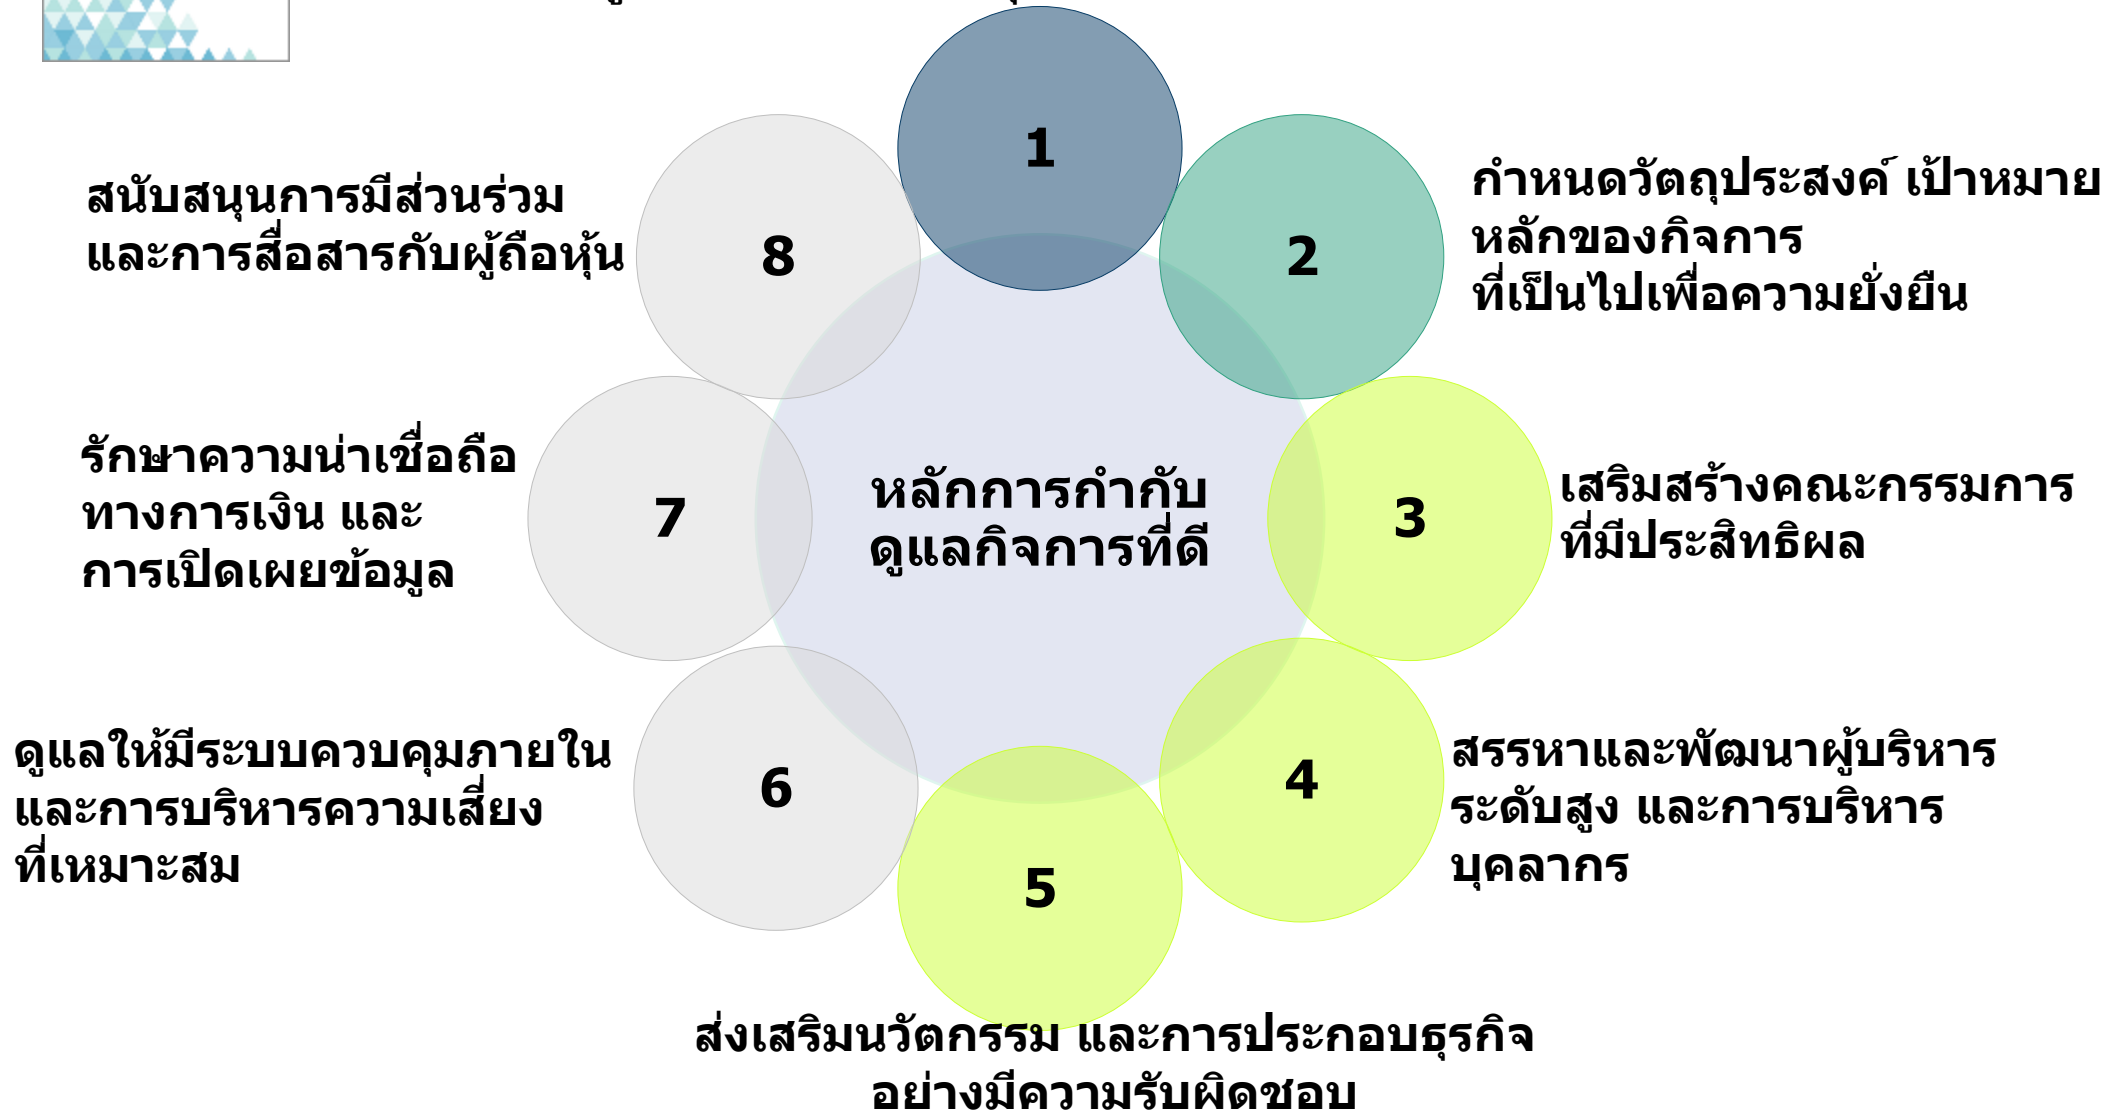 1
2
กำหนดวัตถุประสงค์ เป้าหมาย
หลักของกิจการ
ที่เป็นไปเพื่อความยั่งยืน
3
เสริมสร้างคณะกรรมการ
ที่มีประสิทธิผล
4
สรรหาและพัฒนาผู้บริหาร
ระดับสูง และการบริหาร
บุคลากร
5
ส่งเสริมนวัตกรรม และการประกอบธุรกิจ
อย่างมีความรับผิดชอบ
6
ดูแลให้มีระบบควบคุมภายใน
และการบริหารความเสี่ยง
ที่เหมาะสม
7
รักษาความน่าเชื่อถือ
ทางการเงิน และ
การเปิดเผยข้อมูล
8
สนับสนุนการมีส่วนร่วม
และการสื่อสารกับผู้ถือหุ้น
หลักการกำกับ
ดูแลกิจการที่ดี